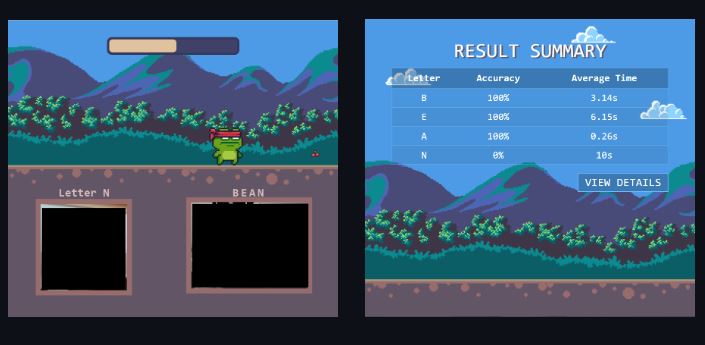 Letter N
BEAN
RESULT SUMMARY
Letter Accuracy Average Time
B 100% 3.14s
E 100% 6.15s
A 100% 0.26s
N 0% 10s
VIEW DETAILS